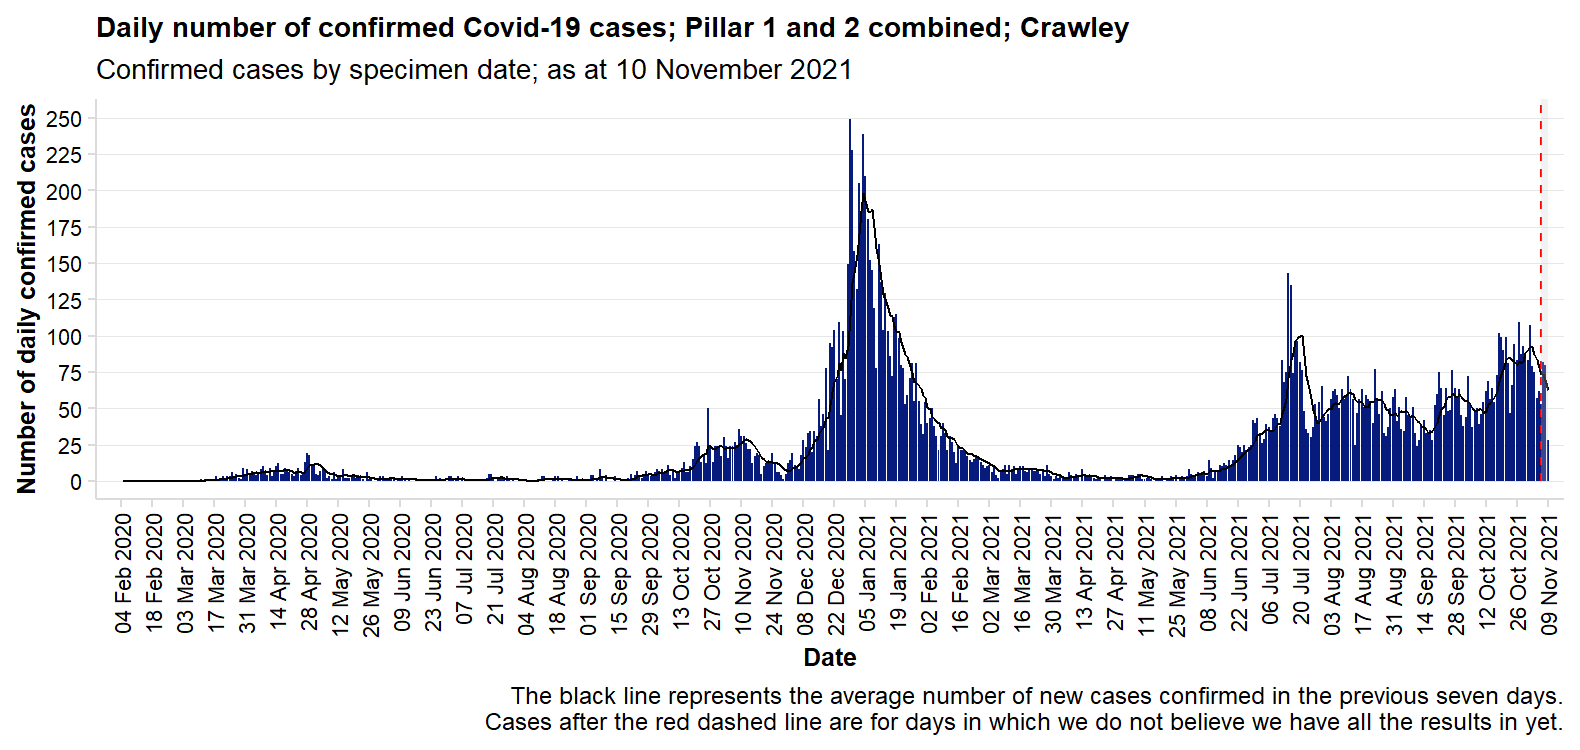 Daily number of confirmed Covid-19 cases; Pillar 1 and 2 combined; Crawley
Confirmed cases by specimen date; as at 10 November 2021
Number of daily confirmed cases
250
225
200
175
150
125
100
75
50
25
0
04 Feb 2020
18 Feb 2020
03 Mar 2020
17 Mar 2020
31 Mar 2020
14 Apr 2020
28 Apr 2020
12 May 2020
26 May 2020
09 Jun 2020
23 Jun 2020
07 Jul 2020
21 Jul 2020
04 Aug 2020
18 Aug 2020
01 Sep 2020
15 Sep 2020
29 Sep 2020
13 Oct 2020
27 Oct 2020
10 Nov 2020
24 Nov 2020
08 Dec 2020
22 Dec 2020
05 Jan 2021
19 Jan 2021
02 Feb 2021
16 Feb 2021
02 Mar 2021
16 Mar 2021
30 Mar 2021
13 Apr 2021
27 Apr 2021
11 May 2021
25 May 2021
08 Jun 2021
22 Jun 2021
06 Jul 2021
20 Jul 2021
03 Aug 2021
17 Aug 2021
31 Aug 2021
14 Sep 2021
28 Sep 2021
12 Oct 2021
26 Oct 2021
09 Nov 2021
Date
The black line represents the average number of new cases confirmed in the previous seven days.
Cases after the red dashed line are for days in which we do not believe we have all the results in yet.